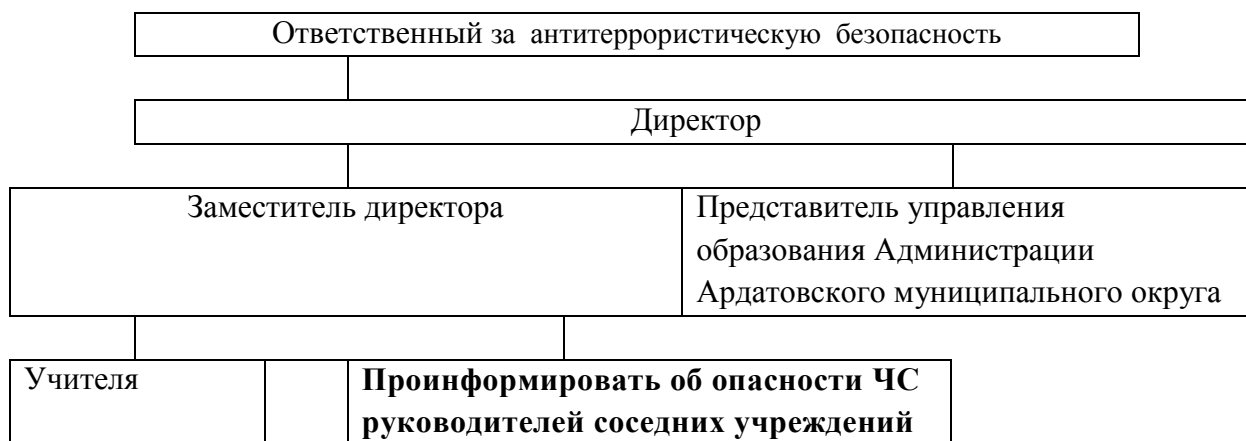 Ответственный за антитеррористическую безопасность
Директор
Заместитель директора
Представитель управления
образования Администрации
Ардатовского муниципального округа
Учителя
Проинформировать об опасности ЧС
руководителей соседних учреждений